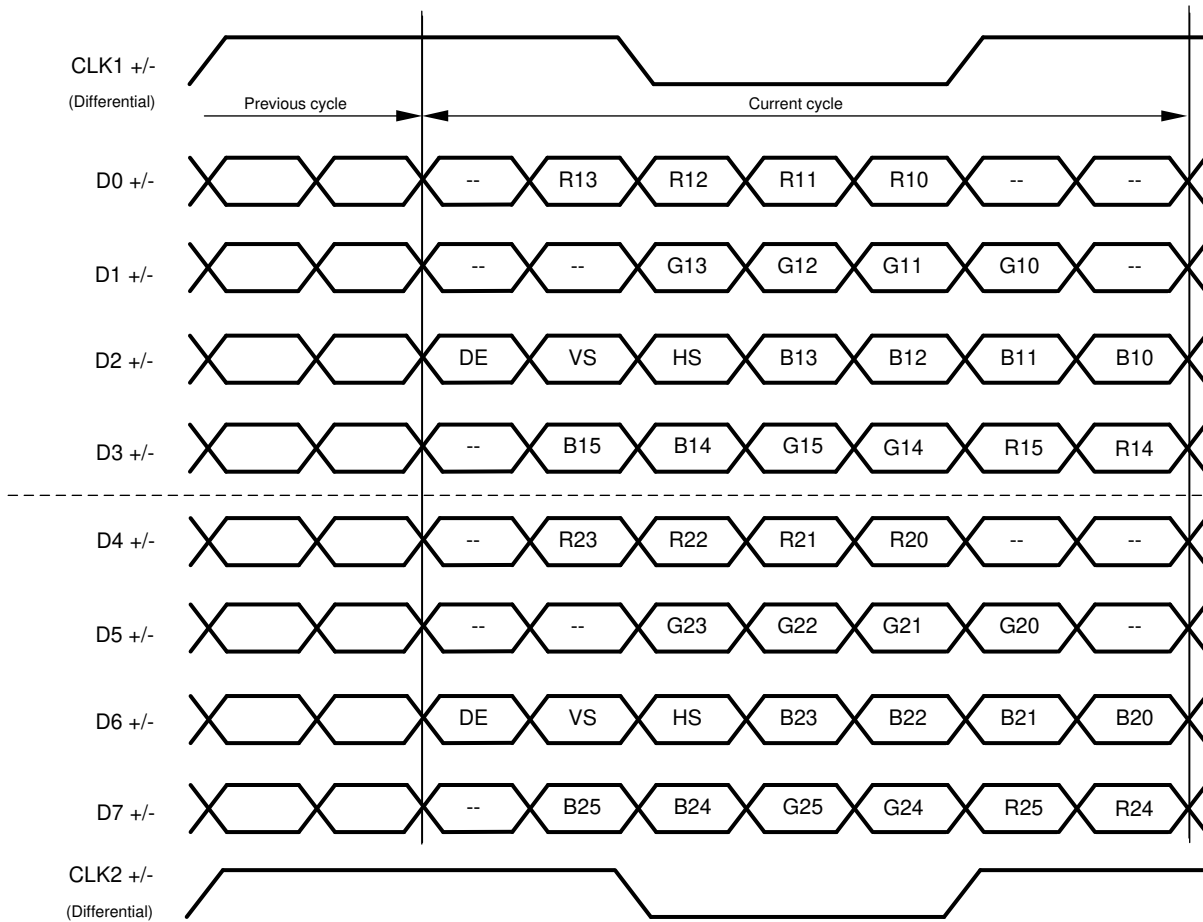 CLK1 +/-
(Differential)
Previous cycle Current cycle
D0 +/- -- R13 R12 R11 R10 -- --
D1 +/- -- -- G13 G12 G11 G10 --
D2 +/- DE VS HS B13 B12 B11 B10
D3 +/- -- B15 B14 G15 G14 R15 R14
D4 +/- -- R23 R22 R21 R20 -- --
D5 +/- -- -- G23 G22 G21 G20 --
D6 +/- DE VS HS B23 B22 B21 B20
D7 +/- -- B25 B24 G25 G24 R25 R24
CLK2 +/-
(Differential)